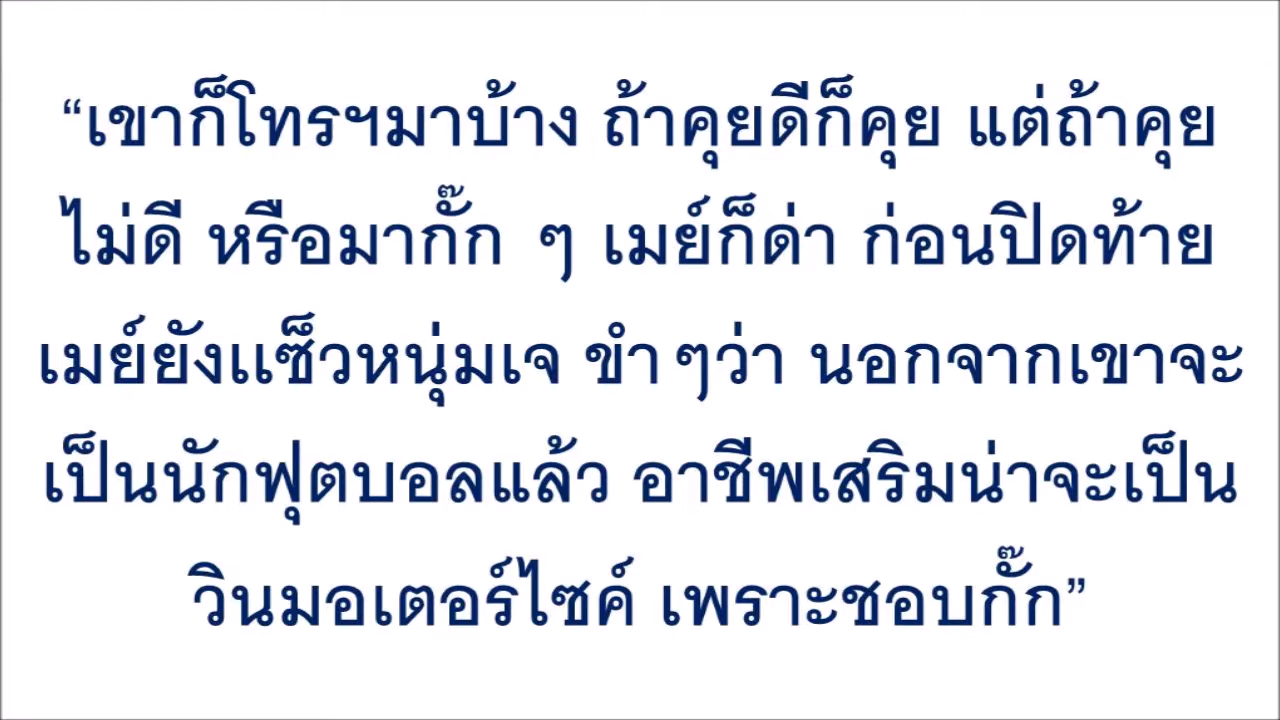 “เขาก็โทรฯมาบ้าง ถ้าคุยดีก็คุย แต่ถ้าคุย
ไม่ดี หรือมากั๊ก ๆ เมย์ก็ด่า ก่อนปิดท้าย
เมย์ยังแซ็วหนุ่มเจ ขำๆว่า นอกจากเขาจะ
เป็นนักฟุตบอลแล้ว อาชีพเสริมน่าจะเป็น
วินมอเตอร์ไซค์ เพราะชอบกั๊ก”